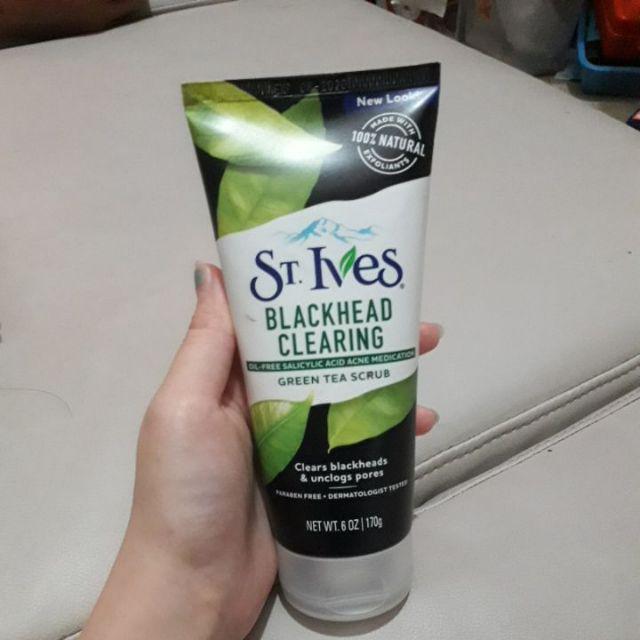 New Look!
MADE WITH
100% NATURAL
EXFOLIANTS
ST. IVES®
BLACKHEAD
CLEARING
OIL-FREE SALICYLIC ACID ACNE MEDICATION
GREEN TEA SCRUB
Clears blackheads
& unclogs pores
PARABEN FREE • DERMATOLOGIST TESTED
NET WT. 6 OZ | 170g